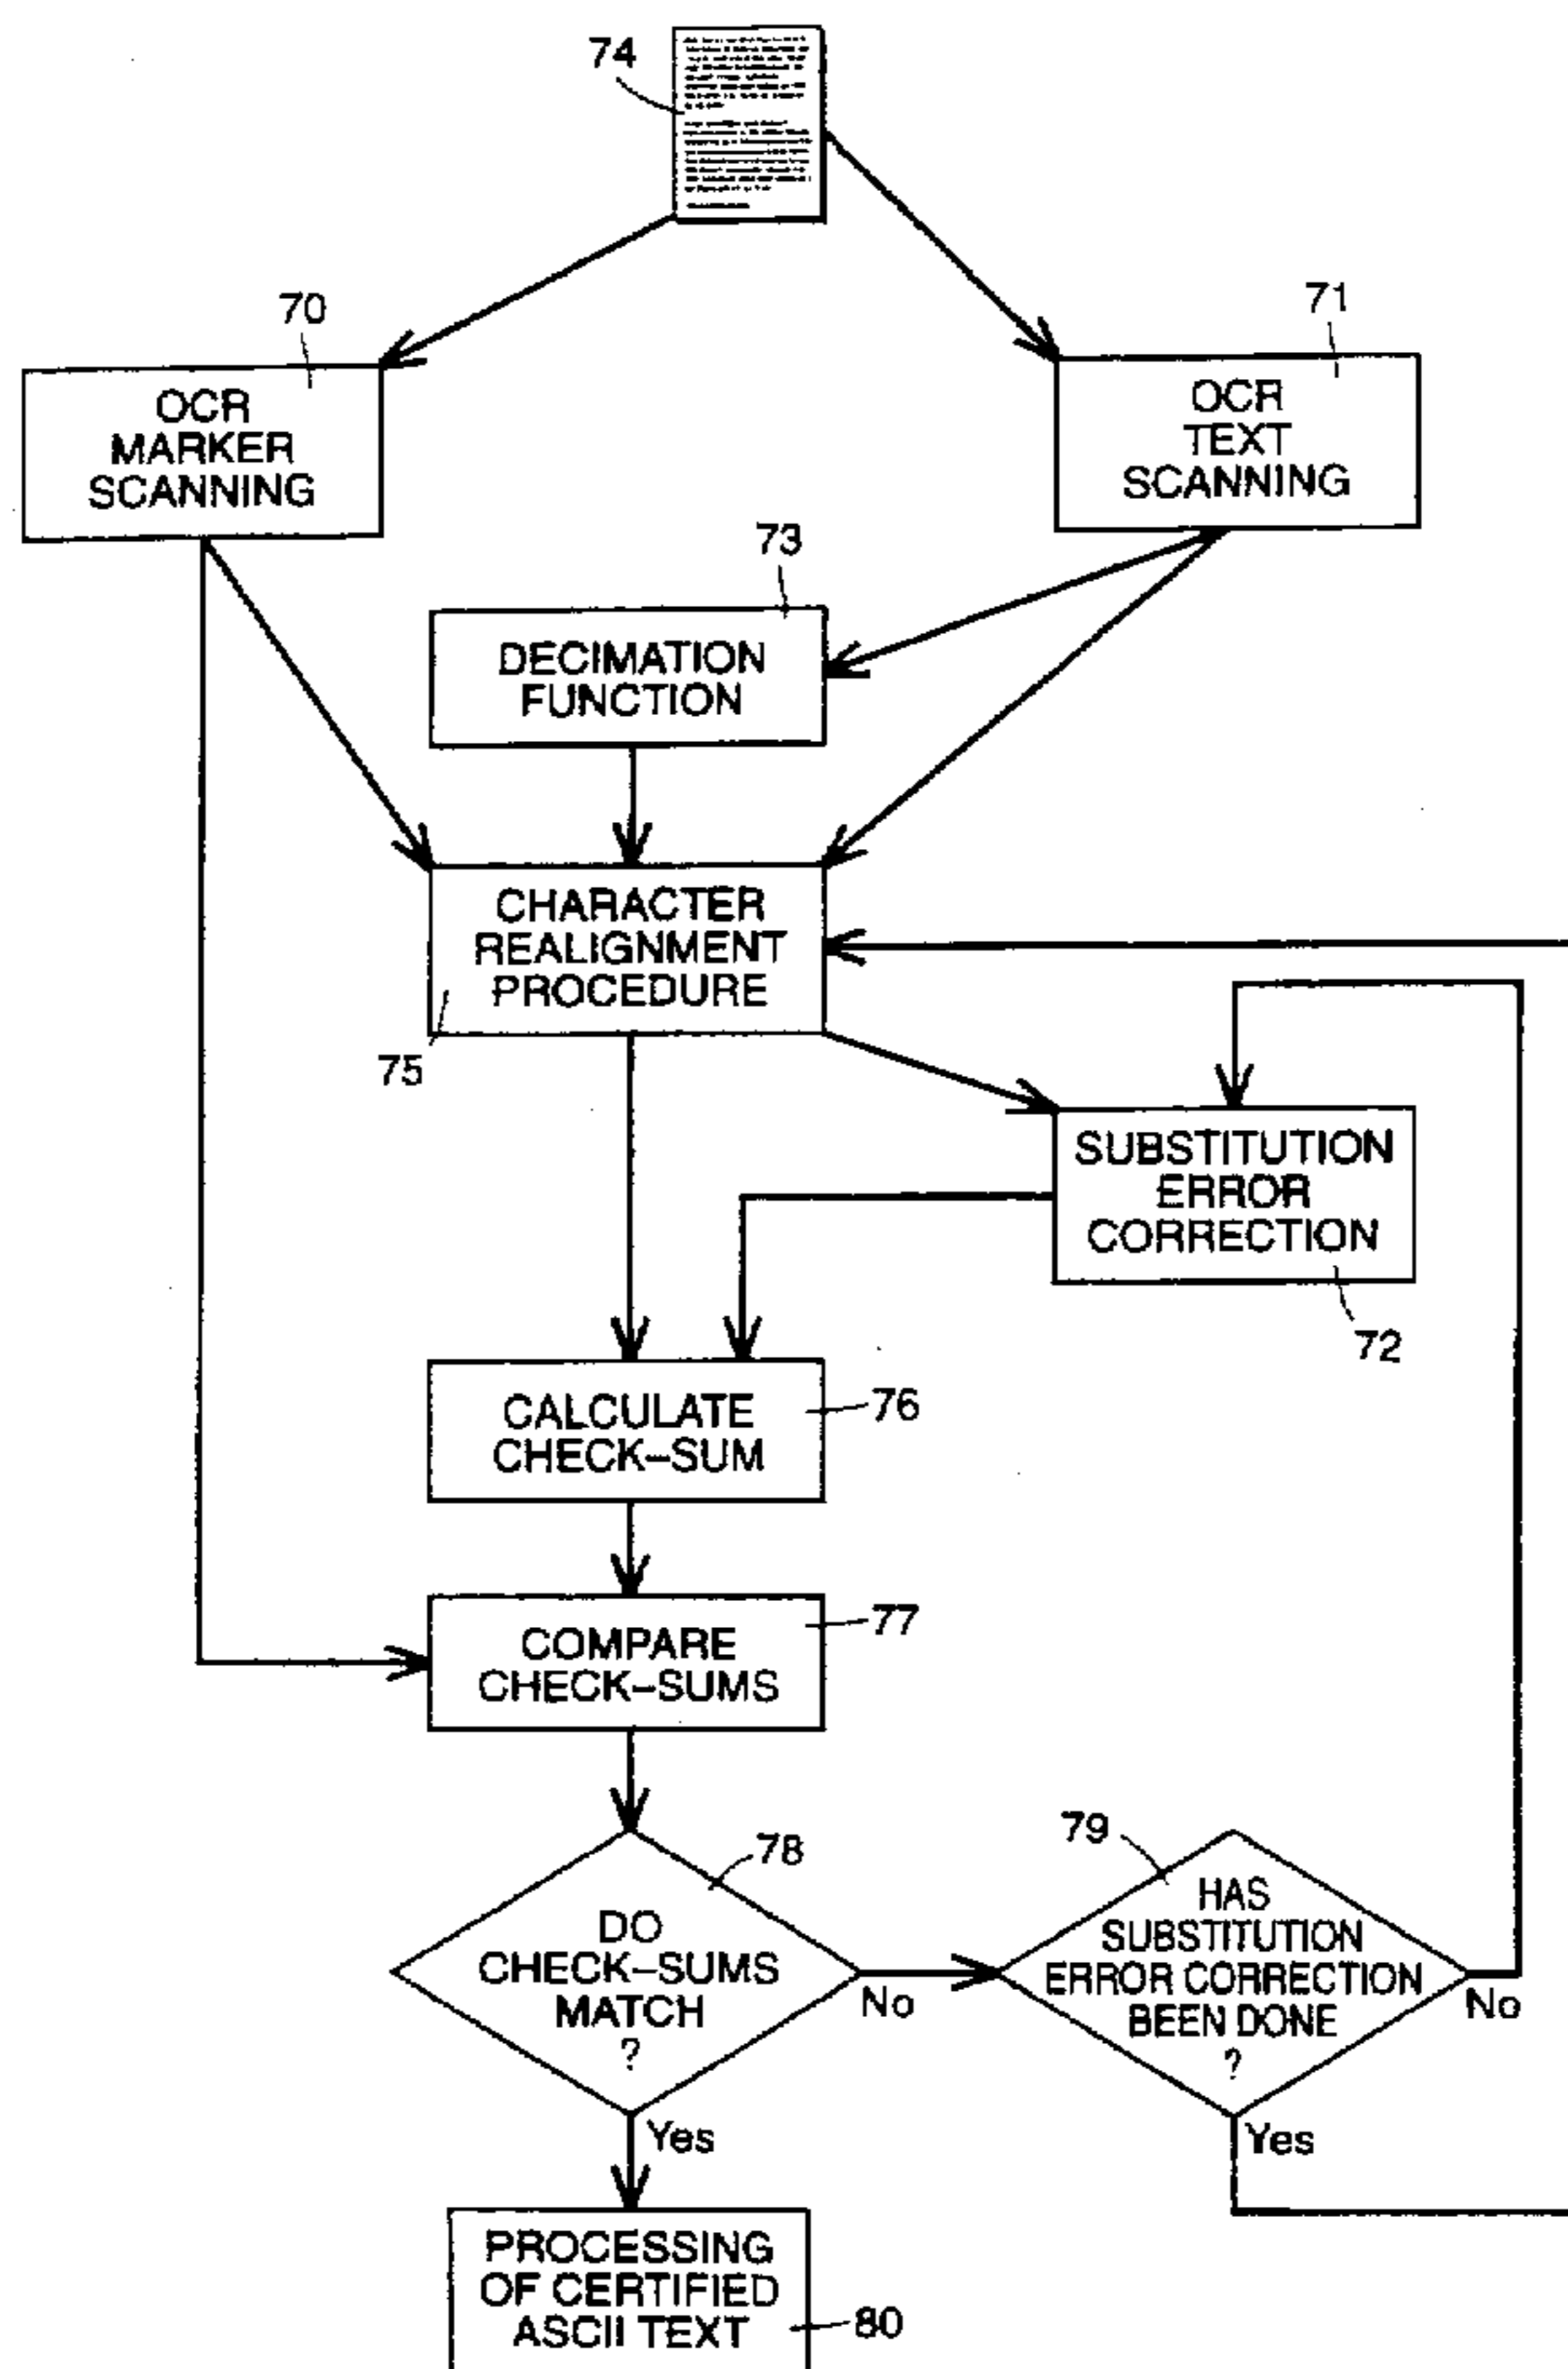 74
70
OCR
MARKER
SCANNING
71
OCR
TEXT
SCANNING
73
DECIMATION
FUNCTION
CHARACTER
REALIGNMENT
PROCEDURE
75
SUBSTITUTION
ERROR
CORRECTION
72
CALCULATE
CHECK-SUM
76
COMPARE
CHECK-SUMS
77
78
DO
CHECK-SUMS
MATCH
?
No
Yes
79
HAS
SUBSTITUTION
ERROR CORRECTION
BEEN DONE
?
No
Yes
PROCESSING
OF CERTIFIED
ASCII TEXT
80